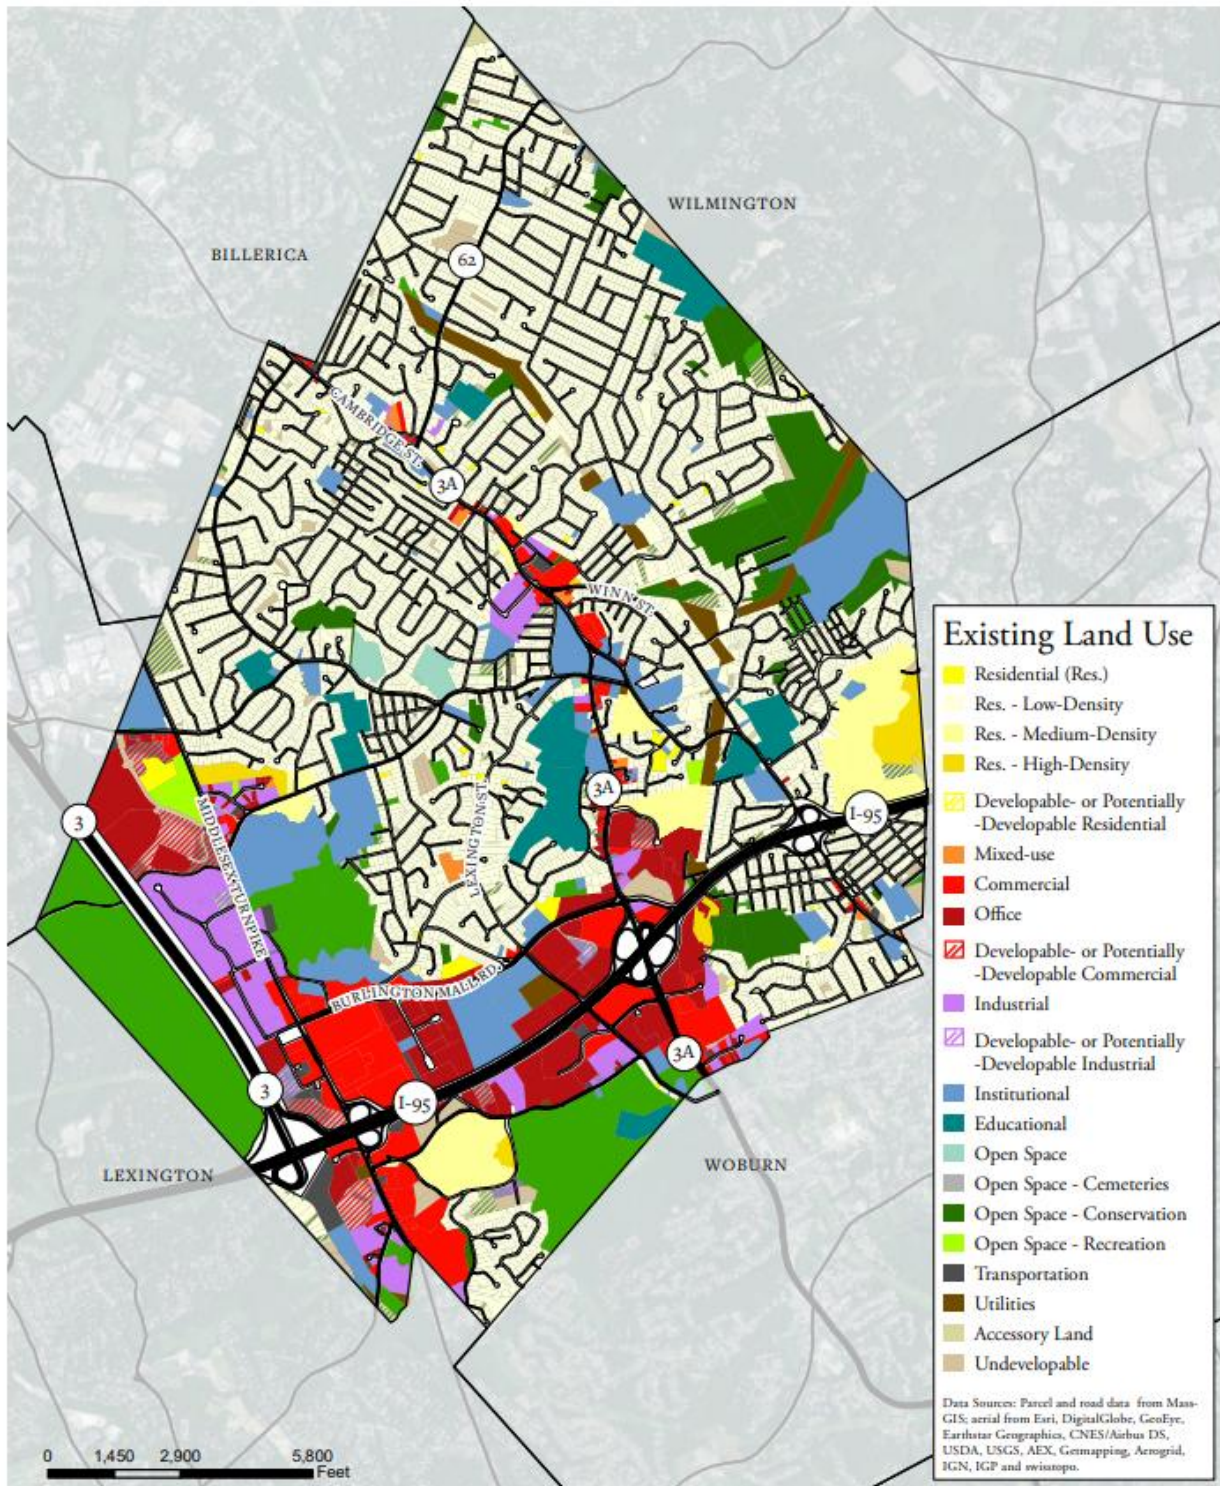 WILMINGTON
BILLERICA
62
CAMBRIDGE ST.
3A
WINN ST.
Existing Land Use
Residential (Res.)
Res. - Low-Density
Res. - Medium-Density
Res. - High-Density
Developable- or Potentially
-Developable Residential
Mixed-use
Commercial
Office
Developable- or Potentially
-Developable Commercial
Industrial
Developable- or Potentially
-Developable Industrial
Institutional
Educational
Open Space
Open Space - Cemeteries
Open Space - Conservation
Open Space - Recreation
Transportation
Utilities
Accessory Land
Undevelopable
Data Sources: Parcel and road data from Mass-
GIS; aerial from Esri, DigitalGlobe, GeoEye,
Earthstar Geographics, CNES/Airbus DS,
USDA, USGS, AEX, Getmapping, Aerogrid,
IGN, IGP and swisstopo.
3
MIDDLESEX TURNPIKE
LEXINGTON ST.
3A
I-95
BURLINGTON MALL RD.
3A
3
I-95
LEXINGTON
WOBURN
0 1,450 2,900 5,800
Feet